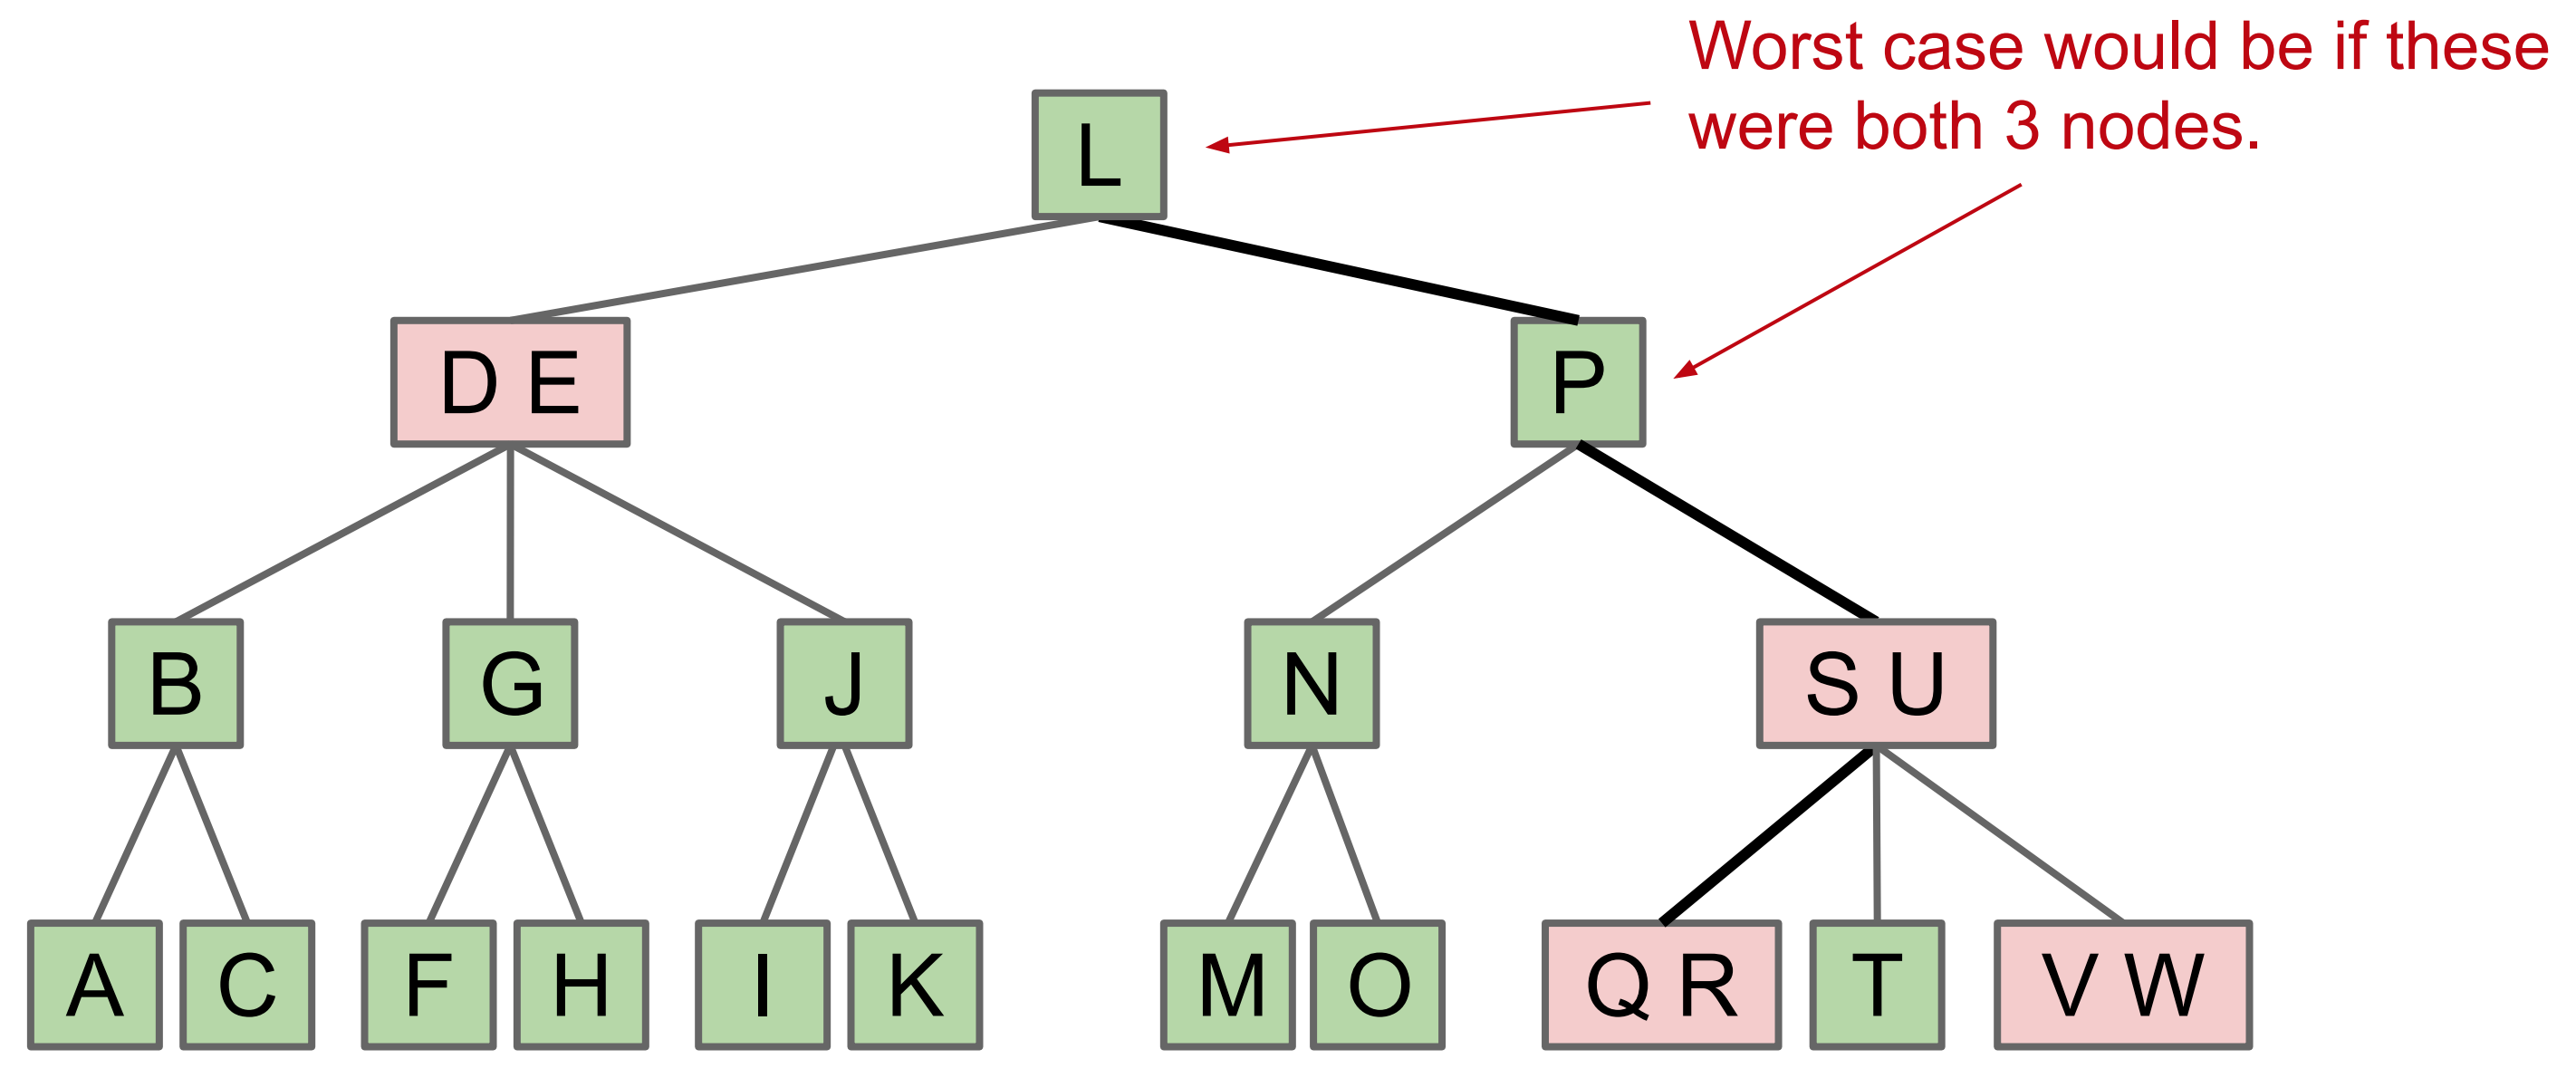 Worst case would be if these
were both 3 nodes.
L
D E
P
B
G
J
N
S U
A
C
F
H
I
K
M
O
Q R
T
V W